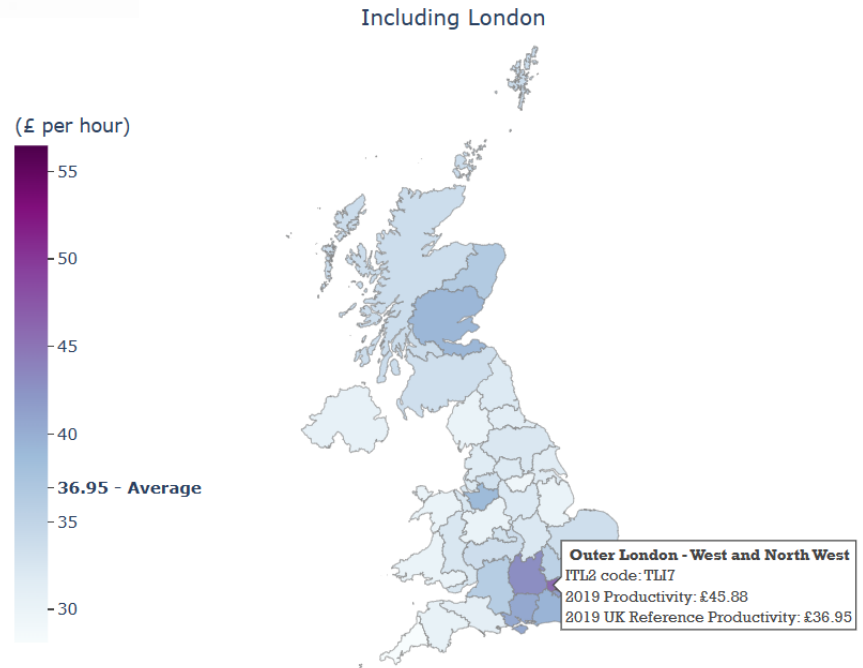 Including London
(£ per hour)
55
50
45
40
36.95 - Average
35
30
Outer London - West and North West
ITL2 code: TLI7
2019 Productivity: £45.88
2019 UK Reference Productivity: £36.95